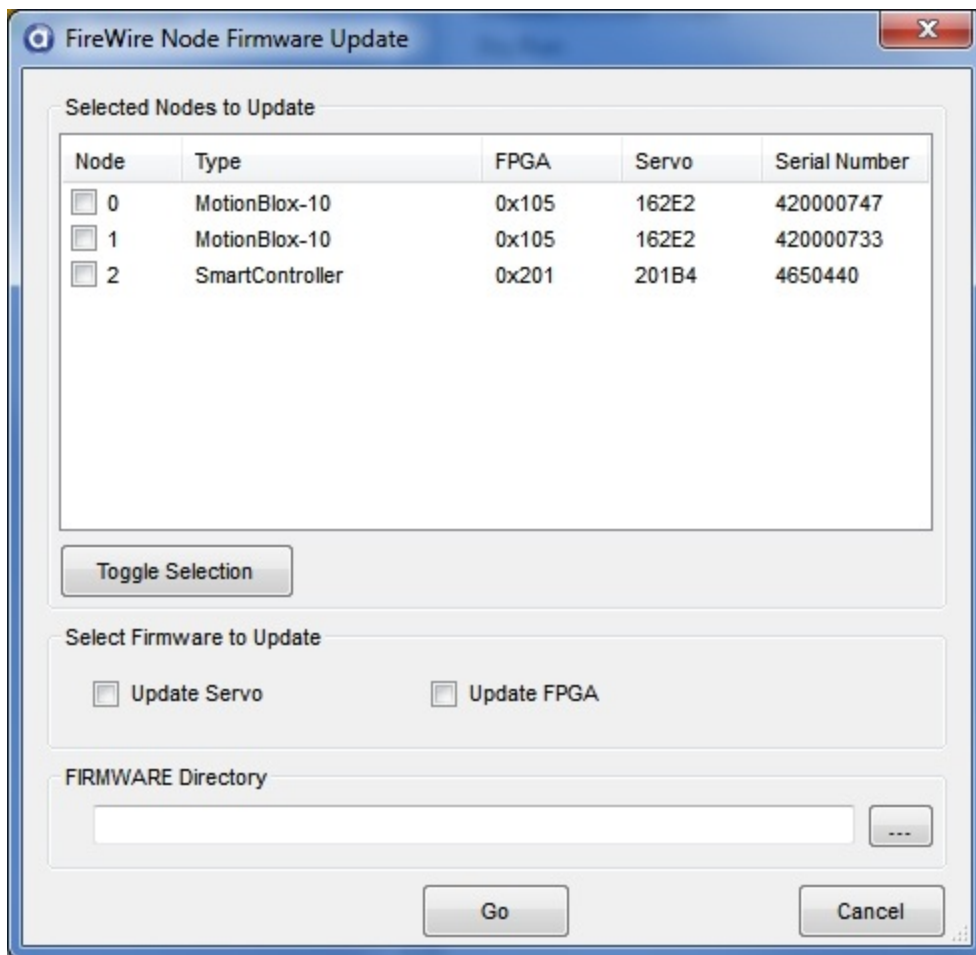 FireWire Node Firmware Update
Selected Nodes to Update
Node Type FPGA Servo Serial Number
0 MotionBlox-10 0x105 162E2 420000747
1 MotionBlox-10 0x105 162E2 420000733
2 SmartController 0x201 201B4 4650440
Toggle Selection
Select Firmware to Update
Update Servo Update FPGA
FIRMWARE Directory
...
Go Cancel